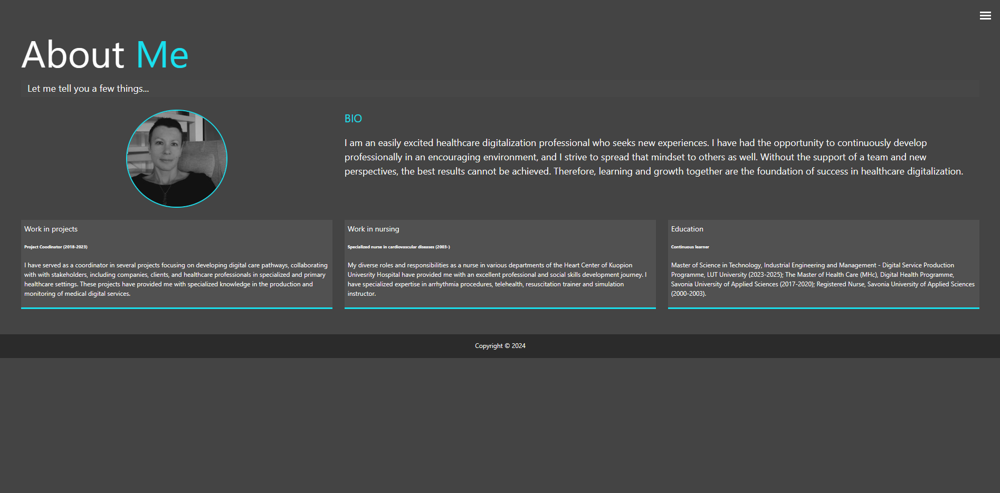 About Me
Let me tell you a few things...
BIO
I am an easily excited healthcare digitalization professional who seeks new experiences. I have had the opportunity to continuously develop
professionally in an encouraging environment, and I strive to spread that mindset to others as well. Without the support of a team and new
perspectives, the best results cannot be achieved. Therefore, learning and growth together are the foundation of success in healthcare digitalization.
Work in projects
Project Coodinator (2018-2023)
I have served as a coordinator in several projects focusing on developing digital care pathways, collaborating
with with stakeholders, including companies, clients, and healthcare professionals in specialized and primary
healthcare settings. These projects have provided me with specialized knowledge in the production and
monitoring of medical digital services.
Work in nursing
Specialized nurse in cardiovascular diseases (2003-)
My diverse roles and responsibilities as a nurse in various departments of the Heart Center of Kuopion
Univesrity Hospital have provided me with an excellent professional and social skills development journey. I
have specialized expertise in arrhythmia procedures, telehealth, resuscitation trainer and simulation
instructor.
Education
Continuous learner
Master of Science in Technology, Industrial Engineering and Management - Digital Service Production
Programme, LUT University (2023-2025); The Master of Health Care (MHc), Digital Health Programme,
Savonia University of Applied Sciences (2017-2020); Registered Nurse, Savonia University of Applied Sciences
(2000-2003).
Copyright © 2024